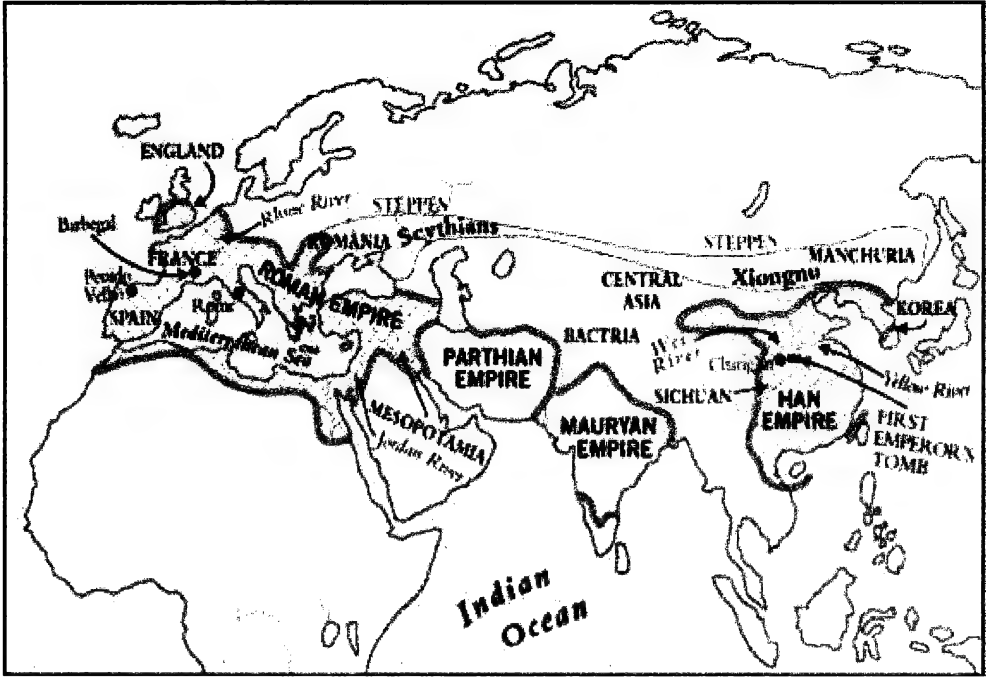 ENGLAND
Rhine River
STEPPES
Barbegal
ROMANIA
Scythians
FRANCE
STEPPES
MANCHURIA
ROMAN EMPIRE
CENTRAL
ASIA
Xiongnu
SPAIN
Rome
KOREA
Mediterranean Sea
BACTRIA
PARTHIAN
EMPIRE
River
Yellow River
SICHUAN
HAN
EMPIRE
MAURYAN
EMPIRE
MESOPOTAMIA
Jordan River
FIRST
EMPEROR'S
TOMB
Indian
Ocean